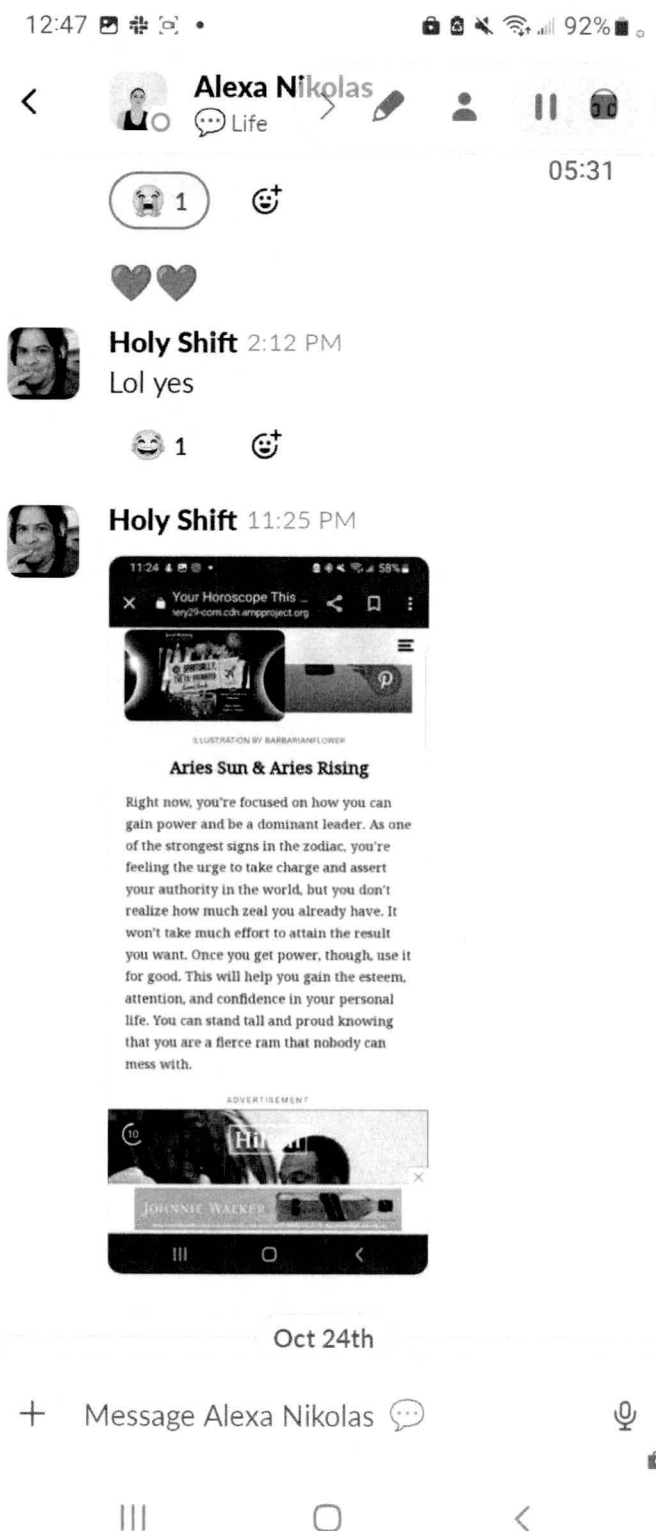 12:47
92%
Alexa Nikolas
Life
05:31
1
Holy Shift 2:12 PM
Lol yes
1
Holy Shift 11:25 PM
11:24
58%
Your Horoscope This ...
ery29-com.cdn.ampproject.org
ILLUSTRATION BY BARBARIANFLOWER
Aries Sun & Aries Rising
Right now, you're focused on how you can
gain power and be a dominant leader. As one
of the strongest signs in the zodiac, you're
feeling the urge to take charge and assert
your authority in the world, but you don't
realize how much zeal you already have. It
won't take much effort to attain the result
you want. Once you get power, though, use it
for good. This will help you gain the esteem,
attention, and confidence in your personal
life. You can stand tall and proud knowing
that you are a fierce ram that nobody can
mess with.
ADVERTISEMENT
10
JOHNNIE WALKER
Oct 24th
Message Alexa Nikolas